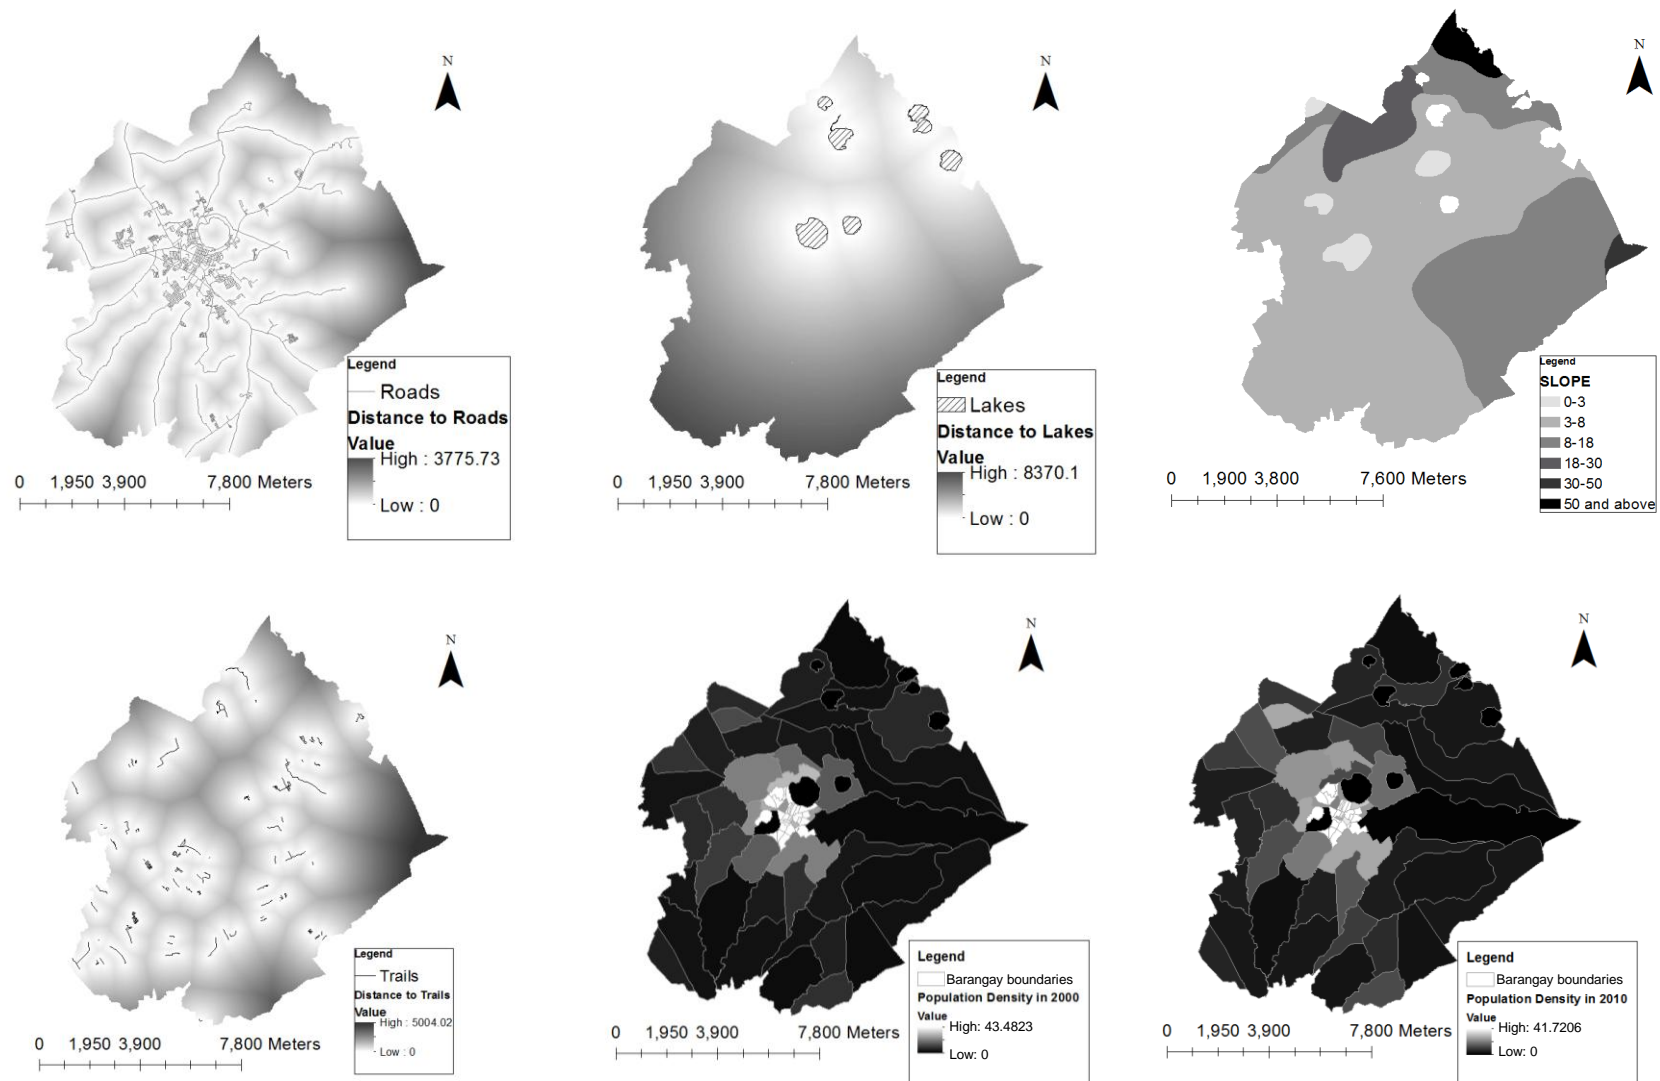 N
Legend
Roads
Distance to Roads
Value
High : 3775.73
Low : 0
0 1,950 3,900 7,800 Meters
N
Legend
Lakes
Distance to Lakes
Value
High : 8370.1
Low : 0
0 1,950 3,900 7,800 Meters
N
Legend
SLOPE
0-3
3-8
8-18
18-30
30-50
50 and above
0 1,900 3,800 7,600 Meters
N
Legend
Trails
Distance to Trails
Value
High : 5004.02
Low : 0
0 1,950 3,900 7,800 Meters
N
Legend
Barangay boundaries
Population Density in 2000
Value
High: 43.4823
Low: 0
0 1,950 3,900 7,800 Meters
N
Legend
Barangay boundaries
Population Density in 2010
Value
High: 41.7206
Low: 0
0 1,950 3,900 7,800 Meters